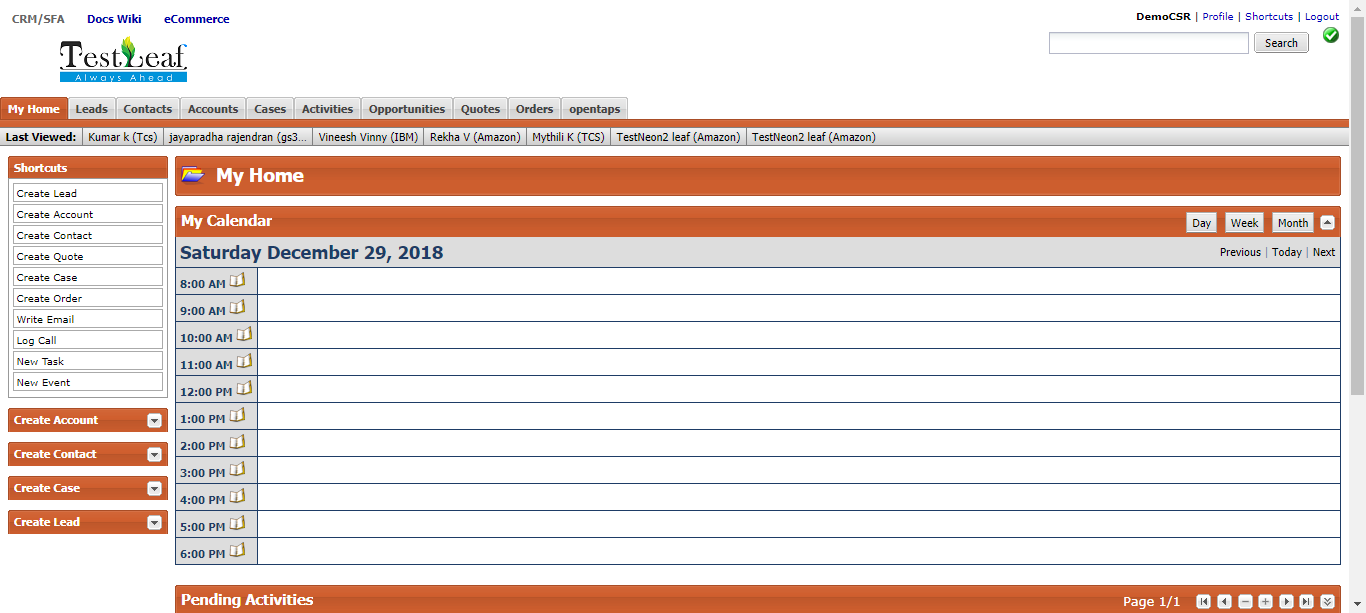 CRM/SFA Docs Wiki eCommerce
DemoCSR | Profile | Shortcuts | Logout
TestLeaf
Always Ahead
Search
My Home Leads Contacts Accounts Cases Activities Opportunities Quotes Orders opentaps
Last Viewed: Kumar k (Tcs) jayapradha rajendran (gs3... Vineesh Vinny (IBM) Rekha V (Amazon) Mythili K (TCS) TestNeon2 leaf (Amazon) TestNeon2 leaf (Amazon)
Shortcuts
Create Lead
Create Account
Create Contact
Create Quote
Create Case
Create Order
Write Email
Log Call
New Task
New Event
Create Account
Create Contact
Create Case
Create Lead
My Home
My Calendar
Day Week Month
Saturday December 29, 2018
Previous | Today | Next
8:00 AM
9:00 AM
10:00 AM
11:00 AM
12:00 PM
1:00 PM
2:00 PM
3:00 PM
4:00 PM
5:00 PM
6:00 PM
Pending Activities
Page 1/1